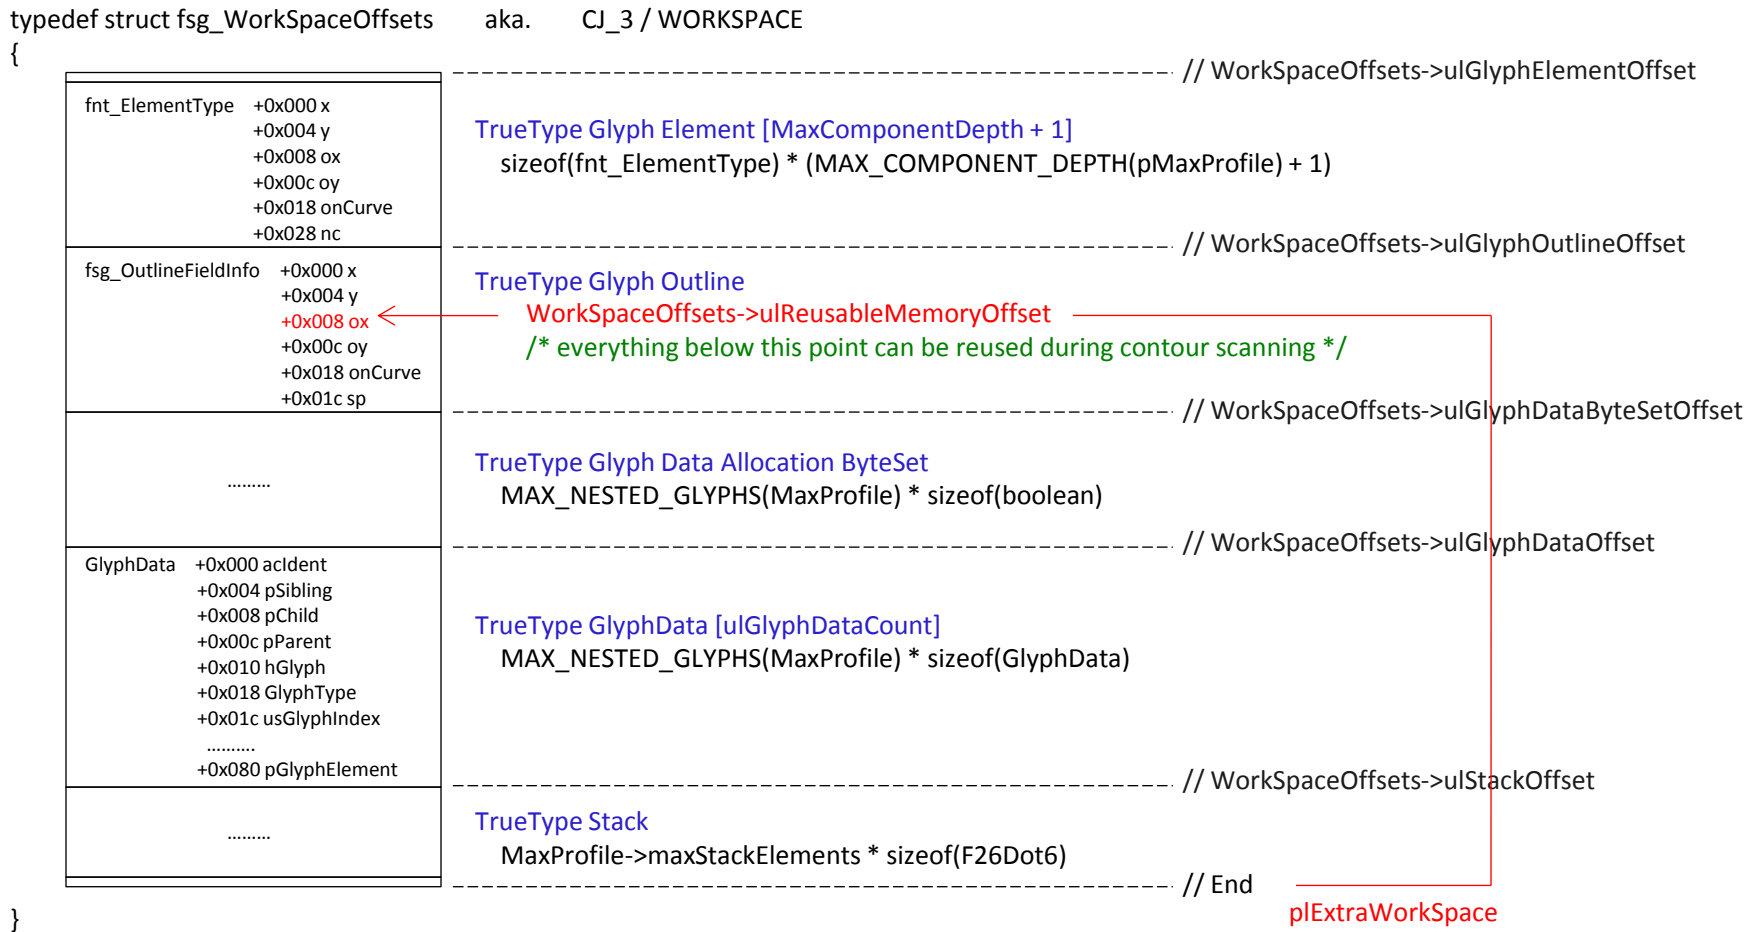 typedef struct fsg_WorkSpaceOffsets aka. CJ_3 / WORKSPACE
{
// WorkSpaceOffsets->ulGlyphElementOffset
fnt_ElementType +0x000 x
+0x004 y
+0x008 ox
+0x00c oy
+0x018 onCurve
+0x028 nc
TrueType Glyph Element [MaxComponentDepth + 1]
sizeof(fnt_ElementType) * (MAX_COMPONENT_DEPTH(pMaxProfile) + 1)
// WorkSpaceOffsets->ulGlyphOutlineOffset
fsg_OutlineFieldInfo +0x000 x
+0x004 y
+0x008 ox
+0x00c oy
+0x018 onCurve
+0x01c sp
TrueType Glyph Outline
WorkSpaceOffsets->ulReusableMemoryOffset
/* everything below this point can be reused during contour scanning */
// WorkSpaceOffsets->ulGlyphDataByteSetOffset
.........
TrueType Glyph Data Allocation ByteSet
MAX_NESTED_GLYPHS(MaxProfile) * sizeof(boolean)
// WorkSpaceOffsets->ulGlyphDataOffset
GlyphData +0x000 acIdent
+0x004 pSibling
+0x008 pChild
+0x00c pParent
+0x010 hGlyph
+0x018 GlyphType
+0x01c usGlyphIndex
..........
+0x080 pGlyphElement
TrueType GlyphData [ulGlyphDataCount]
MAX_NESTED_GLYPHS(MaxProfile) * sizeof(GlyphData)
// WorkSpaceOffsets->ulStackOffset
.........
TrueType Stack
MaxProfile->maxStackElements * sizeof(F26Dot6)
// End
plExtraWorkSpace
}